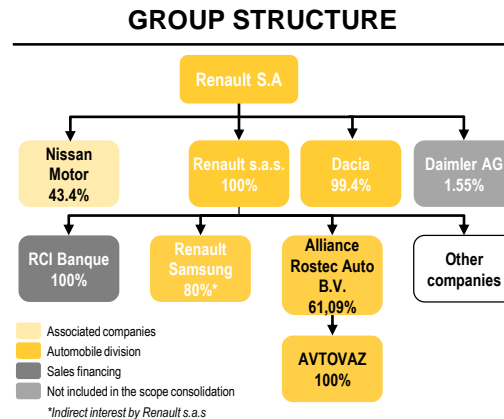 GROUP STRUCTURE
Renault S.A
Nissan
Motor
43.4%
Renault s.a.s.
100%
Dacia
99.4%
Daimler AG
1.55%
RCI Banque
100%
Renault
Samsung
80%*
Alliance
Rostec Auto
B.V.
61,09%
Other
companies
AVTOVAZ
100%
Associated companies
Automobile division
Sales financing
Not included in the scope consolidation
*Indirect interest by Renault s.a.s